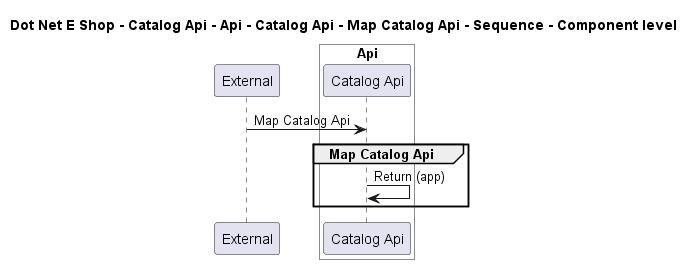 Dot Net E Shop - Catalog Api - Api - Catalog Api - Map Catalog Api - Sequence - Component level
Api
External
Catalog Api
Map Catalog Api
Map Catalog Api
Return (app)
External
Catalog Api